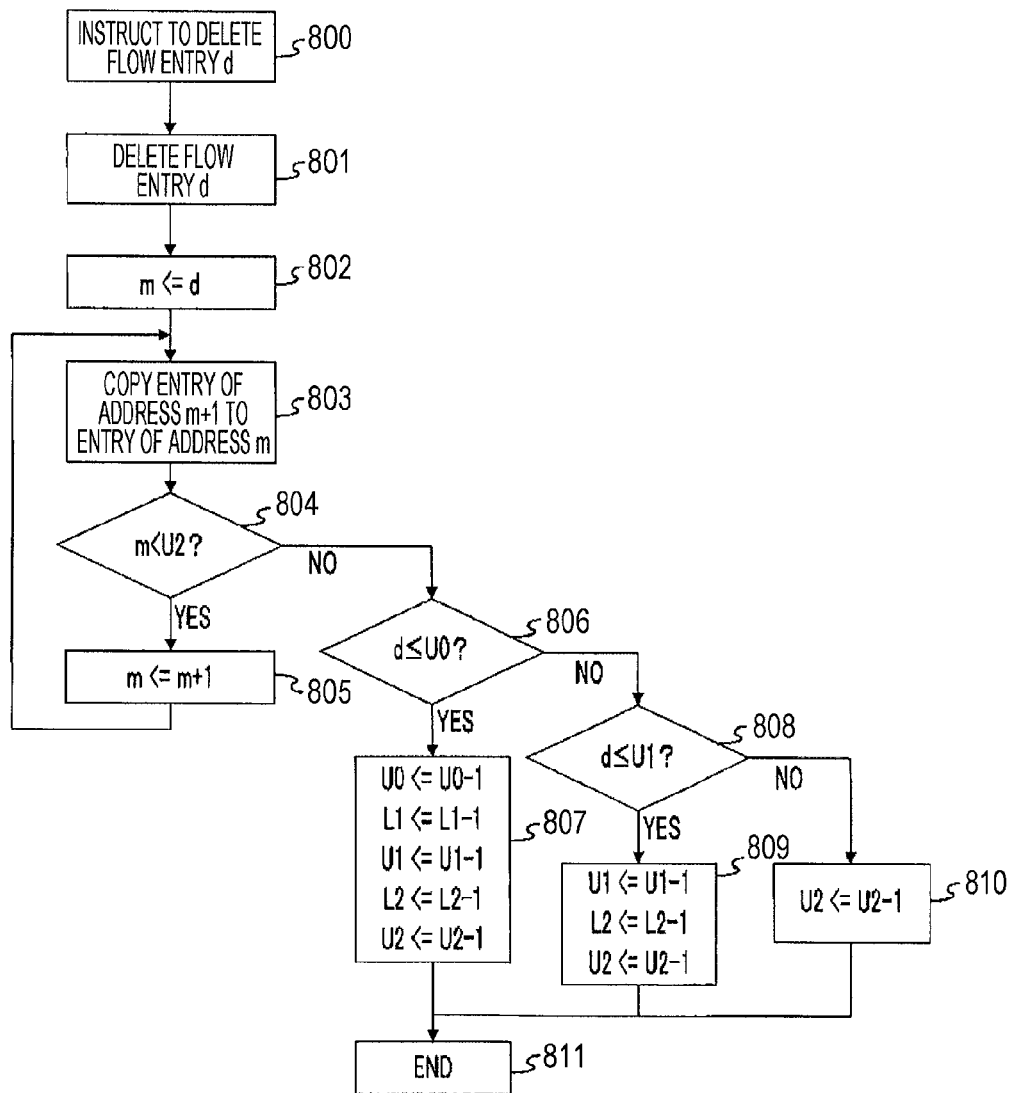 INSTRUCT TO DELETE
FLOW ENTRY d
800
DELETE FLOW
ENTRY d
801
m <= d
802
COPY ENTRY OF
ADDRESS m+1 TO
ENTRY OF ADDRESS m
803
m<U2?
804
NO
YES
m <= m+1
805
d≤U0?
806
NO
YES
U0 <= U0-1
L1 <= L1-1
U1 <= U1-1
L2 <= L2-1
U2 <= U2-1
807
d≤U1?
808
NO
YES
U1 <= U1-1
L2 <= L2-1
U2 <= U2-1
809
U2 <= U2-1
810
END
811